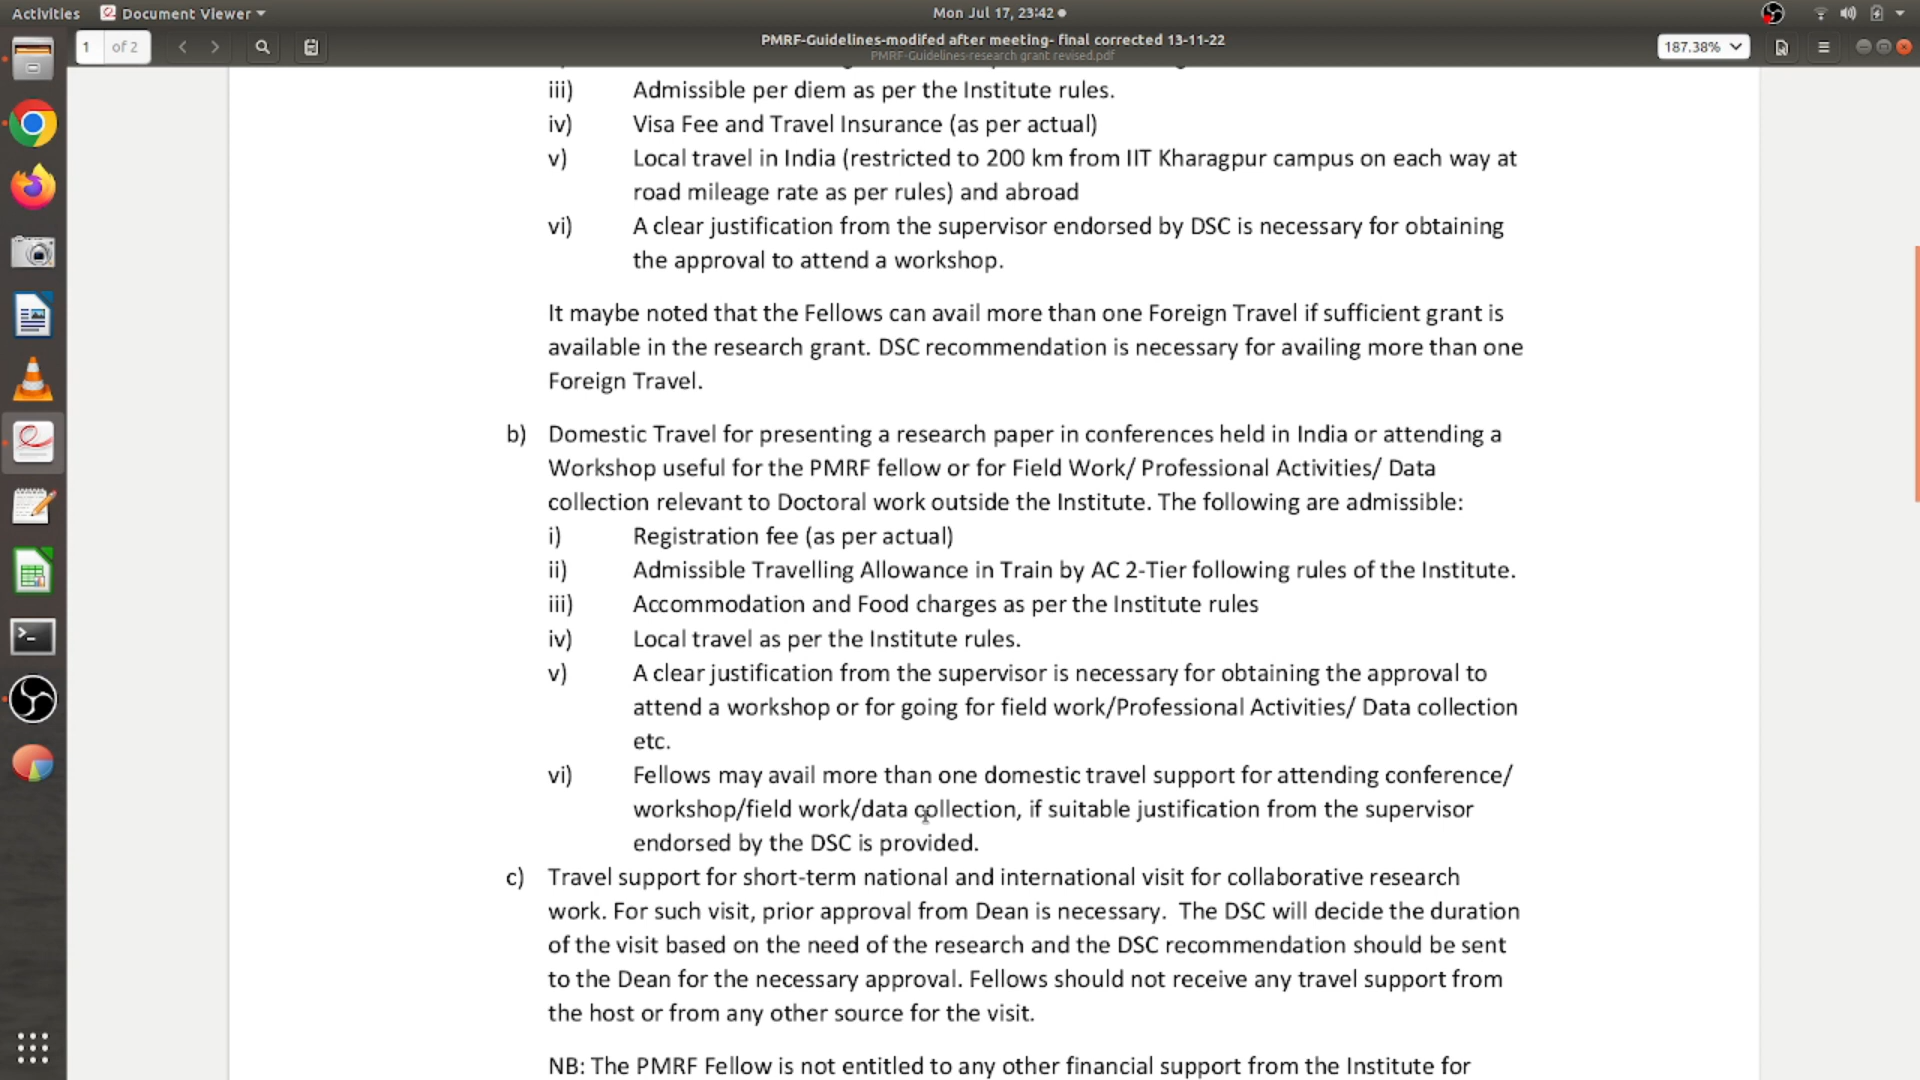 Activities
Document Viewer
Mon Jul 17, 23:42
1 of 2
PMRF-Guidelines-modifed after meeting- final corrected 13-11-22
PMRF-Guidelines-research grant revised.pdf
187.38%
iii) Admissible per diem as per the Institute rules.
iv) Visa Fee and Travel Insurance (as per actual)
v) Local travel in India (restricted to 200 km from IIT Kharagpur campus on each way at
road mileage rate as per rules) and abroad
vi) A clear justification from the supervisor endorsed by DSC is necessary for obtaining
the approval to attend a workshop.
It maybe noted that the Fellows can avail more than one Foreign Travel if sufficient grant is
available in the research grant. DSC recommendation is necessary for availing more than one
Foreign Travel.
b) Domestic Travel for presenting a research paper in conferences held in India or attending a
Workshop useful for the PMRF fellow or for Field Work/ Professional Activities/ Data
collection relevant to Doctoral work outside the Institute. The following are admissible:
i) Registration fee (as per actual)
ii) Admissible Travelling Allowance in Train by AC 2-Tier following rules of the Institute.
iii) Accommodation and Food charges as per the Institute rules
iv) Local travel as per the Institute rules.
v) A clear justification from the supervisor is necessary for obtaining the approval to
attend a workshop or for going for field work/Professional Activities/ Data collection
etc.
vi) Fellows may avail more than one domestic travel support for attending conference/
workshop/field work/data collection, if suitable justification from the supervisor
endorsed by the DSC is provided.
c) Travel support for short-term national and international visit for collaborative research
work. For such visit, prior approval from Dean is necessary. The DSC will decide the duration
of the visit based on the need of the research and the DSC recommendation should be sent
to the Dean for the necessary approval. Fellows should not receive any travel support from
the host or from any other source for the visit.
NB: The PMRF Fellow is not entitled to any other financial support from the Institute for